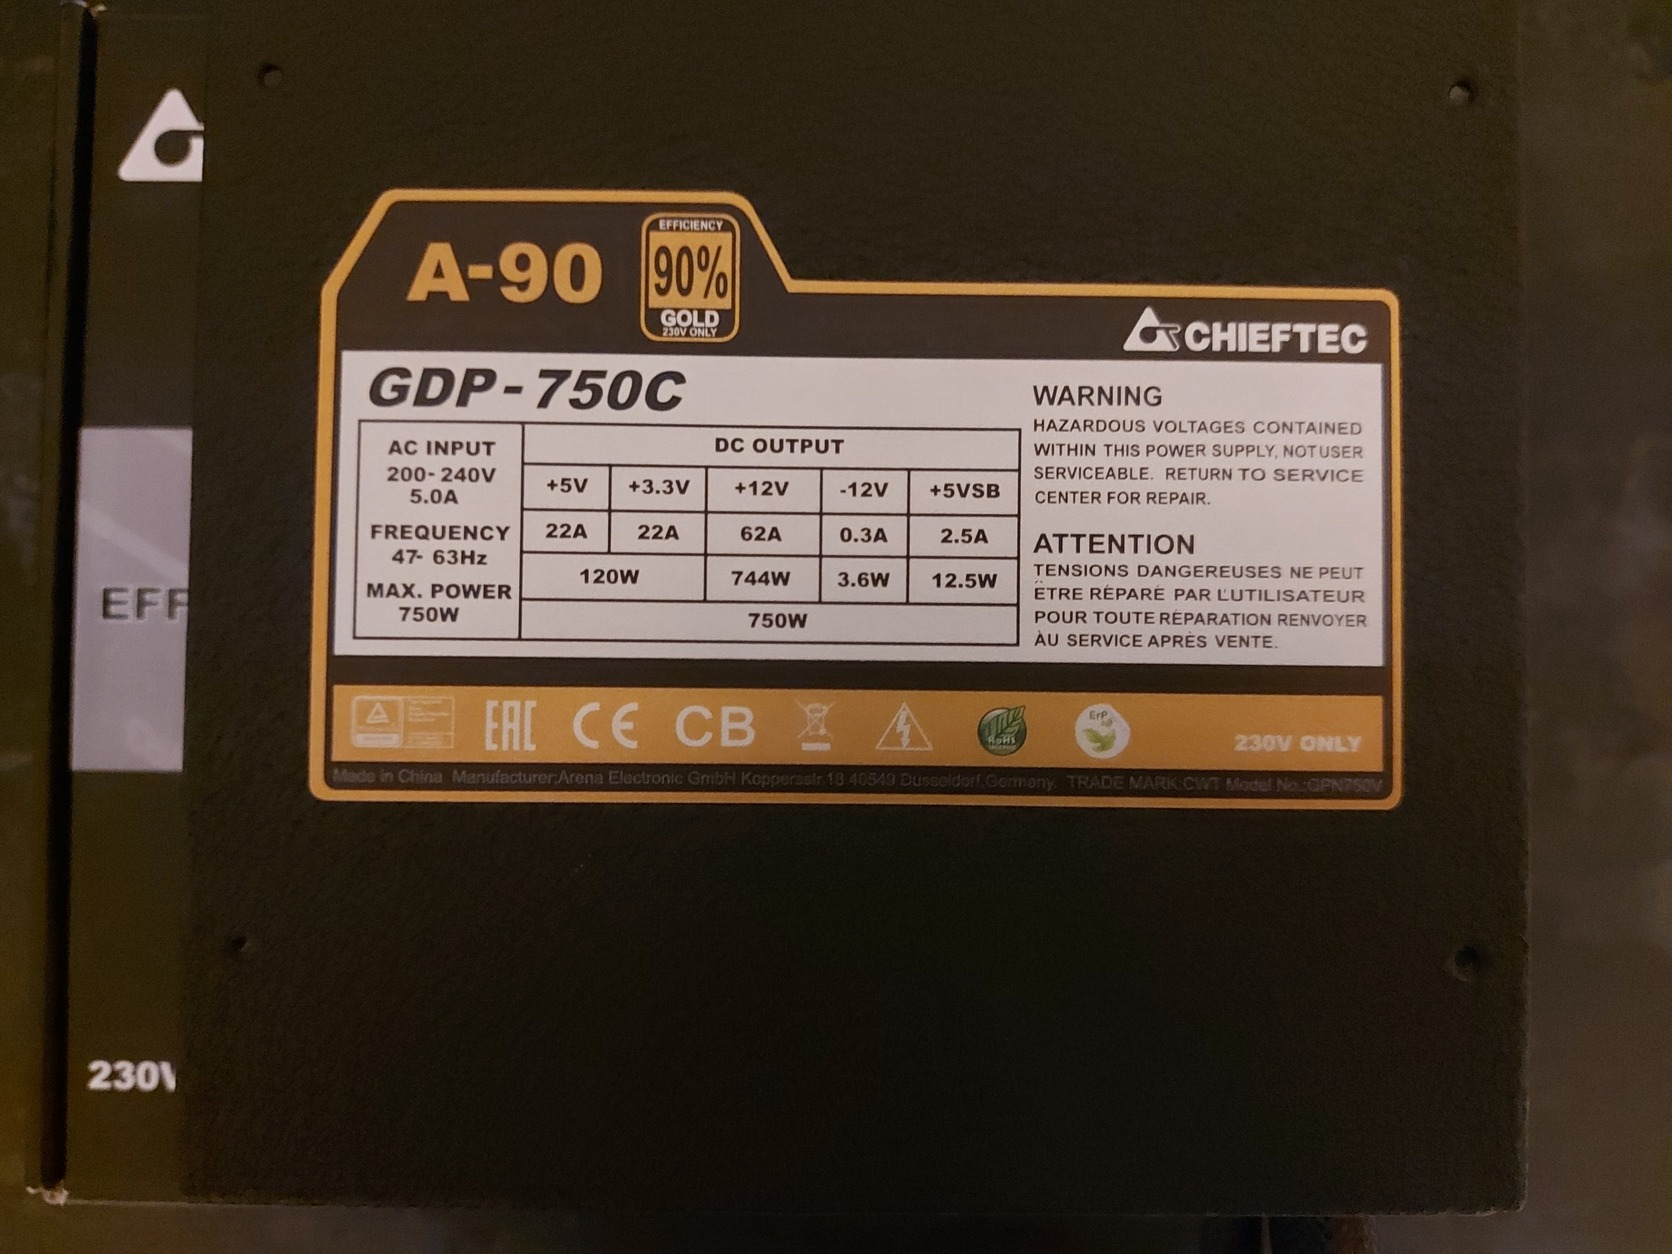 A-90
EFFICIENCY
90%
GOLD
230V ONLY
CHIEFTEC
GDP-750C
AC INPUT
200-240V
5.0A
FREQUENCY
47- 63Hz
MAX. POWER
750W
DC OUTPUT
+5V +3.3V +12V -12V +5VSB
22A 22A 62A 0.3A 2.5A
120W 744W 3.6W 12.5W
750W
WARNING
HAZARDOUS VOLTAGES CONTAINED
WITHIN THIS POWER SUPPLY, NOTUSER
SERVICEABLE. RETURN TO SERVICE
CENTER FOR REPAIR.
ATTENTION
TENSIONS DANGEREUSES NE PEUT
ÊTRE RÉPARÉ PAR L'UTILISATEUR
POUR TOUTE RÉPARATION RENVOYER
ÀU SERVICE APRÈS VENTE.
EAC CE CB RoHS ErP
230V ONLY
Made in China Manufacturer:Arena Electronic GmbH Koppersstr.18 40549 Dusseldorf,Germany. TRADE MARK:CWT Model No.:GPN750V
EFF
230V